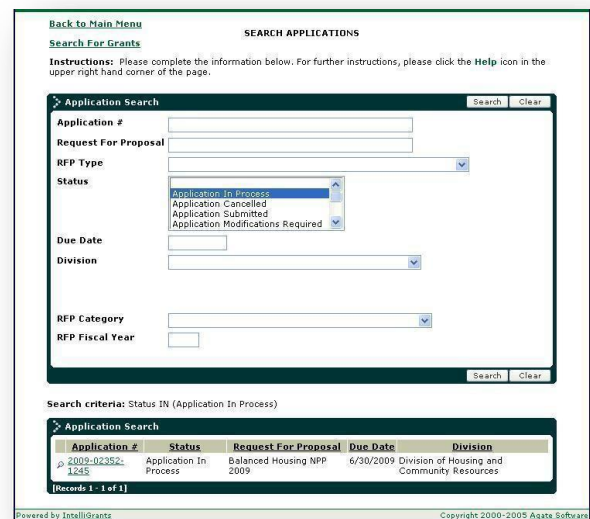 Back to Main Menu
SEARCH APPLICATIONS
Search For Grants
Instructions: Please complete the information below. For further instructions, please click the Help icon in the
upper right hand corner of the page.
Application Search
Search Clear
Application #
Request For Proposal
RFP Type
Status
Application In Process
Application Cancelled
Application Submitted
Application Modifications Required
Due Date
Division
RFP Category
RFP Fiscal Year
Search Clear
Search criteria: Status IN (Application In Process)
Application Search
Application # Status Request For Proposal Due Date Division
2009-02352- Application In Balanced Housing NPP 6/30/2009 Division of Housing and
1245 Process 2009 Community Resources
[Records 1 - 1 of 1]
Powered by IntelliGrants Copyright 2000-2005 Agate Software